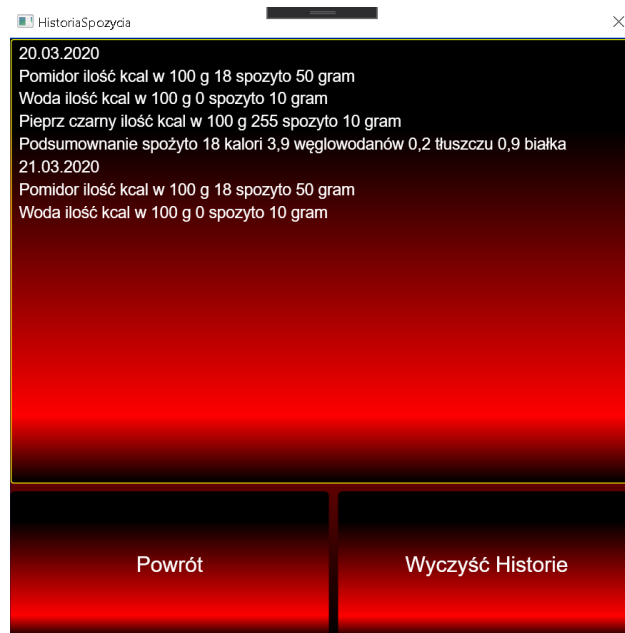 HistoriaSpozycia
20.03.2020
Pomidor ilość kcal w 100 g 18 spozyto 50 gram
Woda ilość kcal w 100 g 0 spozyto 10 gram
Pieprz czarny ilość kcal w 100 g 255 spozyto 10 gram
Podsumownanie spożyto 18 kalori 3,9 węglowodanów 0,2 tłuszczu 0,9 białka
21.03.2020
Pomidor ilość kcal w 100 g 18 spozyto 50 gram
Woda ilość kcal w 100 g 0 spozyto 10 gram
Powrót
Wyczyść Historie